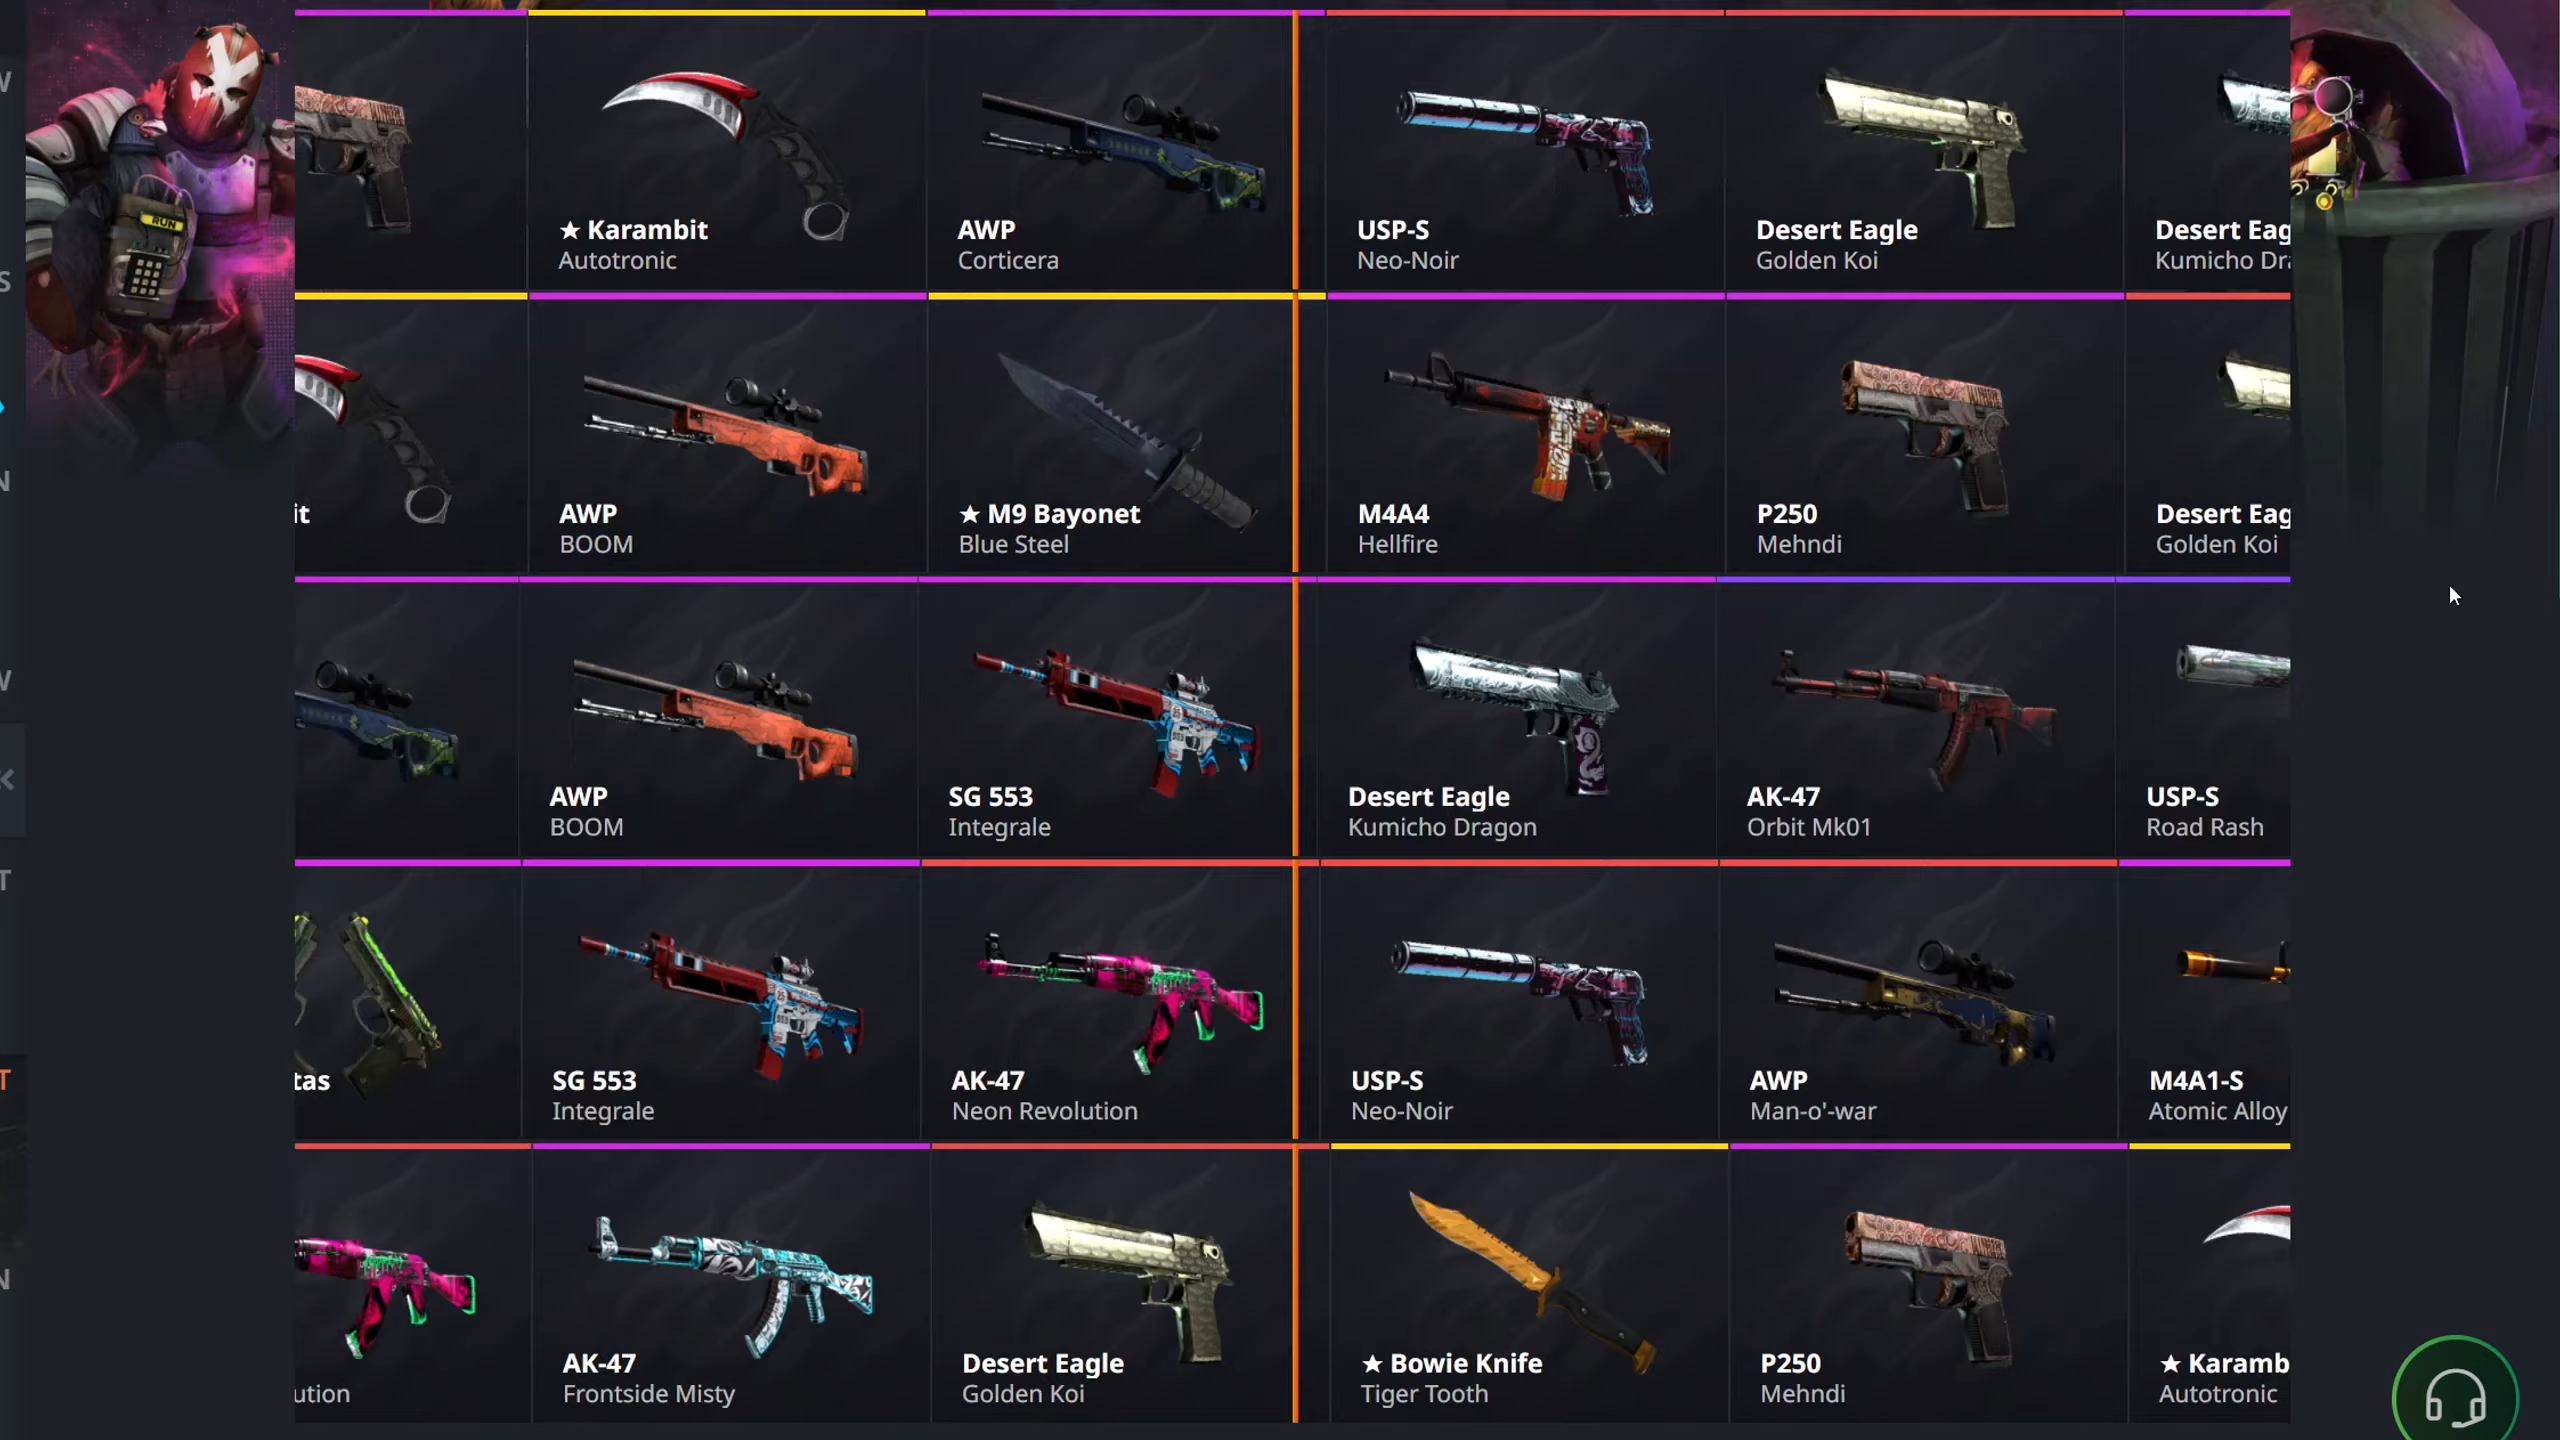 RUN
★ Karambit
Autotronic
AWP
Corticera
USP-S
Neo-Noir
Desert Eagle
Golden Koi
Desert Eag
Kumicho Dra
it
AWP
BOOM
★ M9 Bayonet
Blue Steel
M4A4
Hellfire
P250
Mehndi
Desert Eag
Golden Koi
AWP
BOOM
SG 553
Integrale
Desert Eagle
Kumicho Dragon
AK-47
Orbit Mk01
USP-S
Road Rash
tas
SG 553
Integrale
AK-47
Neon Revolution
USP-S
Neo-Noir
AWP
Man-o'-war
M4A1-S
Atomic Alloy
ution
AK-47
Frontside Misty
Desert Eagle
Golden Koi
★ Bowie Knife
Tiger Tooth
P250
Mehndi
★ Karamb
Autotronic
W
S
N
W
T
T
N